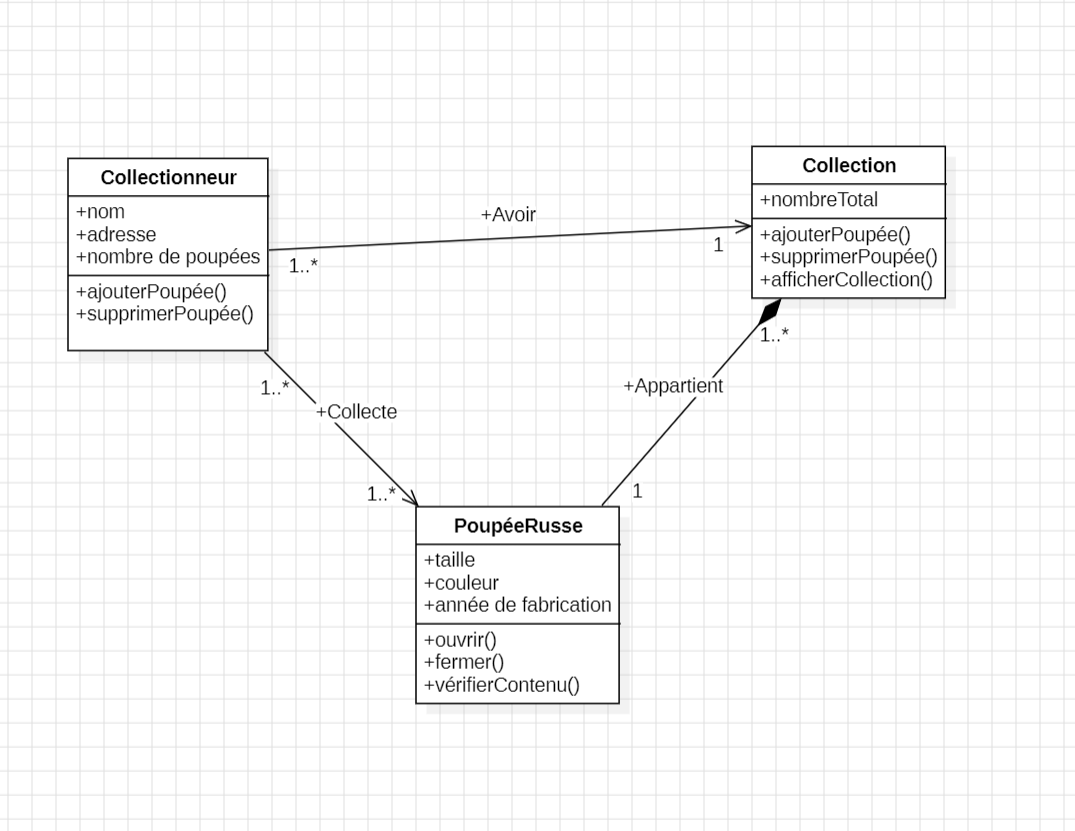 Collectionneur
+nom
+adresse
+nombre de poupées
+ajouterPoupée()
+supprimerPoupée()
+Avoir
1..*
1
Collection
+nombreTotal
+ajouterPoupée()
+supprimerPoupée()
+afficherCollection()
1..*
+Collecte
1..*
1..*
+Appartient
1
PoupéeRusse
+taille
+couleur
+année de fabrication
+ouvrir()
+fermer()
+vérifierContenu()